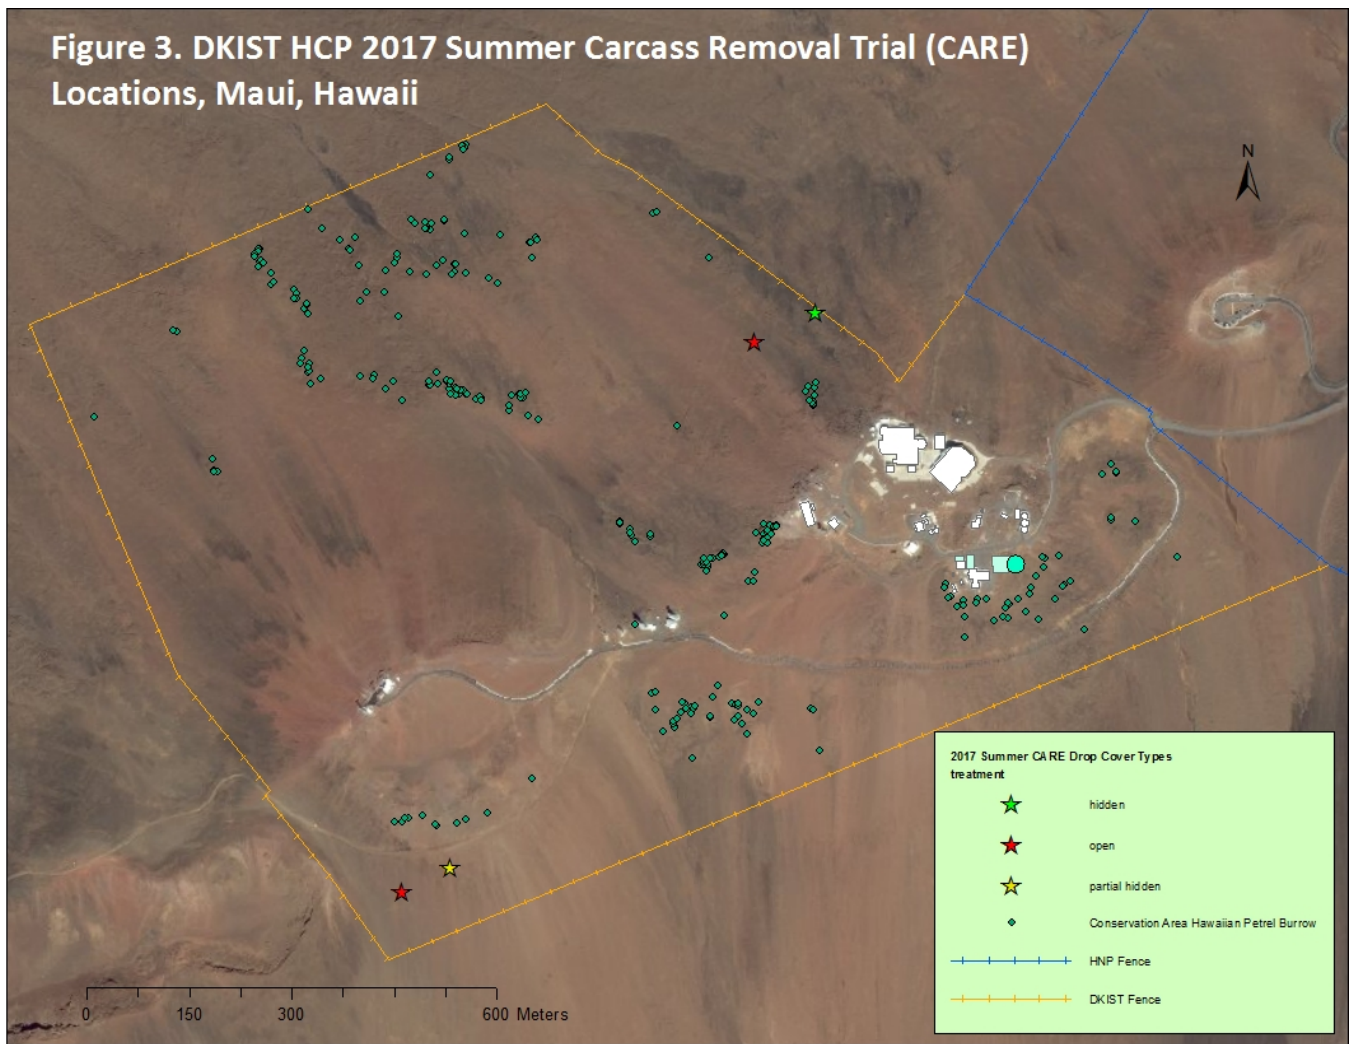 Figure 3. DKIST HCP 2017 Summer Carcass Removal Trial (CARE)
Locations, Maui, Hawaii
N
2017 Summer CARE Drop Cover Types
treatment
hidden
open
partial hidden
Conservation Area Hawaiian Petrel Burrow
HNP Fence
DKIST Fence
0 150 300 600 Meters